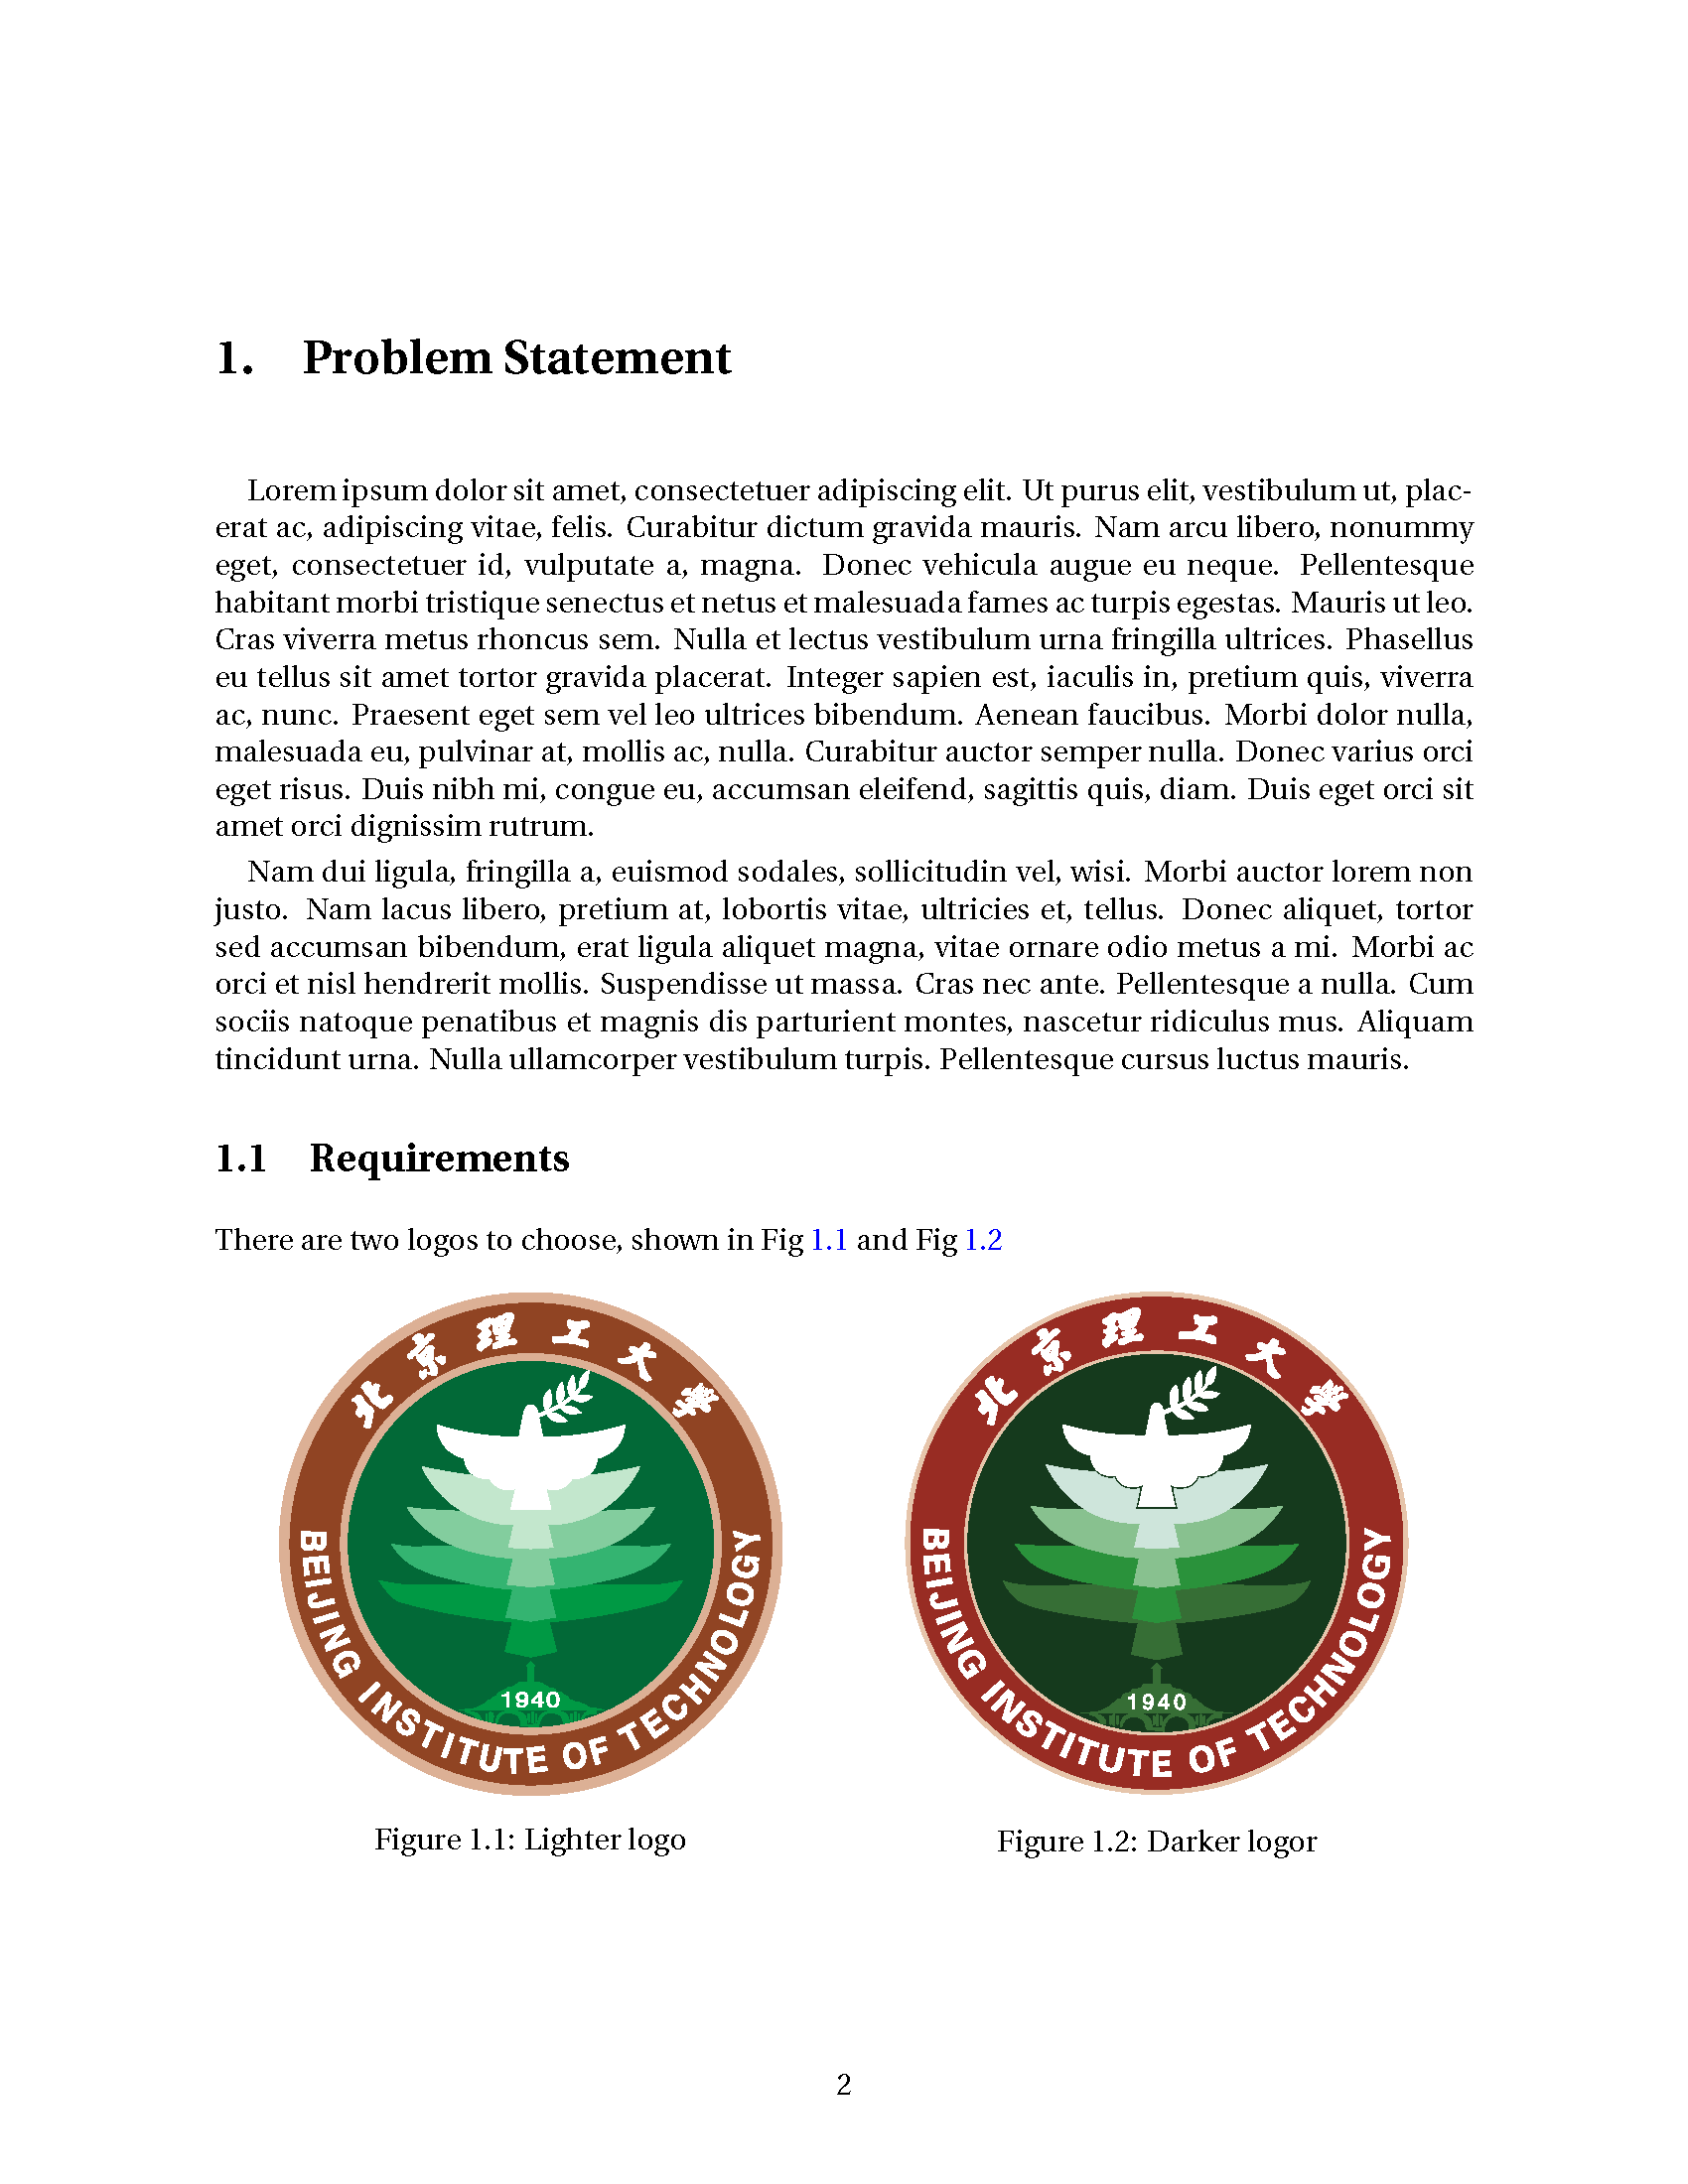 1. Problem Statement
Lorem ipsum dolor sit amet, consectetuer adipiscing elit. Ut purus elit, vestibulum ut, plac-
erat ac, adipiscing vitae, felis. Curabitur dictum gravida mauris. Nam arcu libero, nonummy
eget, consectetuer id, vulputate a, magna. Donec vehicula augue eu neque. Pellentesque
habitant morbi tristique senectus et netus et malesuada fames ac turpis egestas. Mauris ut leo.
Cras viverra metus rhoncus sem. Nulla et lectus vestibulum urna fringilla ultrices. Phasellus
eu tellus sit amet tortor gravida placerat. Integer sapien est, iaculis in, pretium quis, viverra
ac, nunc. Praesent eget sem vel leo ultrices bibendum. Aenean faucibus. Morbi dolor nulla,
malesuada eu, pulvinar at, mollis ac, nulla. Curabitur auctor semper nulla. Donec varius orci
eget risus. Duis nibh mi, congue eu, accumsan eleifend, sagittis quis, diam. Duis eget orci sit
amet orci dignissim rutrum.
Nam dui ligula, fringilla a, euismod sodales, sollicitudin vel, wisi. Morbi auctor lorem non
justo. Nam lacus libero, pretium at, lobortis vitae, ultricies et, tellus. Donec aliquet, tortor
sed accumsan bibendum, erat ligula aliquet magna, vitae ornare odio metus a mi. Morbi ac
orci et nisl hendrerit mollis. Suspendisse ut massa. Cras nec ante. Pellentesque a nulla. Cum
sociis natoque penatibus et magnis dis parturient montes, nascetur ridiculus mus. Aliquam
tincidunt urna. Nulla ullamcorper vestibulum turpis. Pellentesque cursus luctus mauris.
1.1 Requirements
There are two logos to choose, shown in Fig 1.1 and Fig 1.2
北京理工大学
1940
BEIJING INSTITUTE OF TECHNOLOGY
Figure 1.1: Lighter logo
北京理工大学
1940
BEIJING INSTITUTE OF TECHNOLOGY
Figure 1.2: Darker logor
2